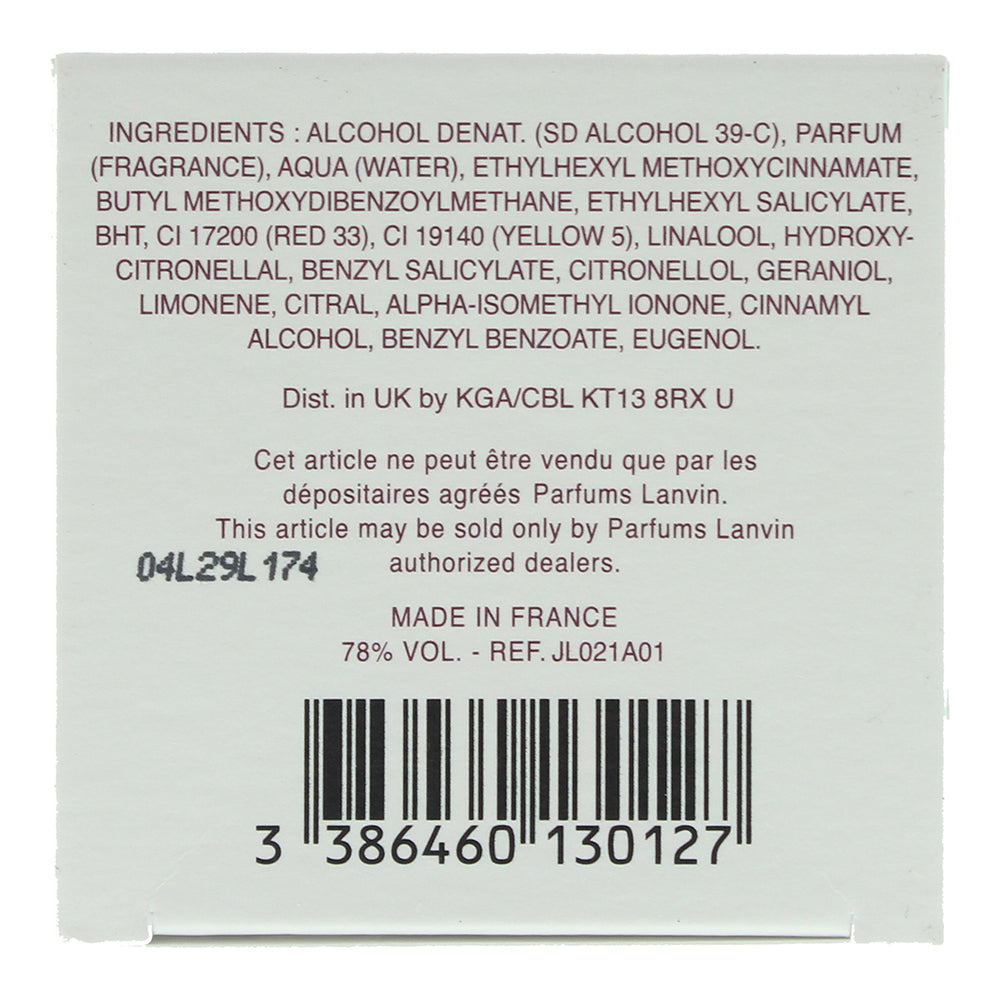 INGREDIENTS : ALCOHOL DENAT. (SD ALCOHOL 39-C), PARFUM
(FRAGRANCE), AQUA (WATER), ETHYLHEXYL METHOXYCINNAMATE,
BUTYL METHOXYDIBENZOYLMETHANE, ETHYLHEXYL SALICYLATE,
BHT, CI 17200 (RED 33), CI 19140 (YELLOW 5), LINALOOL, HYDROXY-
CITRONELLAL, BENZYL SALICYLATE, CITRONELLOL, GERANIOL,
LIMONENE, CITRAL, ALPHA-ISOMETHYL IONONE, CINNAMYL
ALCOHOL, BENZYL BENZOATE, EUGENOL.
Dist. in UK by KGA/CBL KT13 8RX U
Cet article ne peut être vendu que par les
dépositaires agréés Parfums Lanvin.
This article may be sold only by Parfums Lanvin
authorized dealers.
04L29L174
MADE IN FRANCE
78% VOL. - REF. JL021A01
3 386460 130127